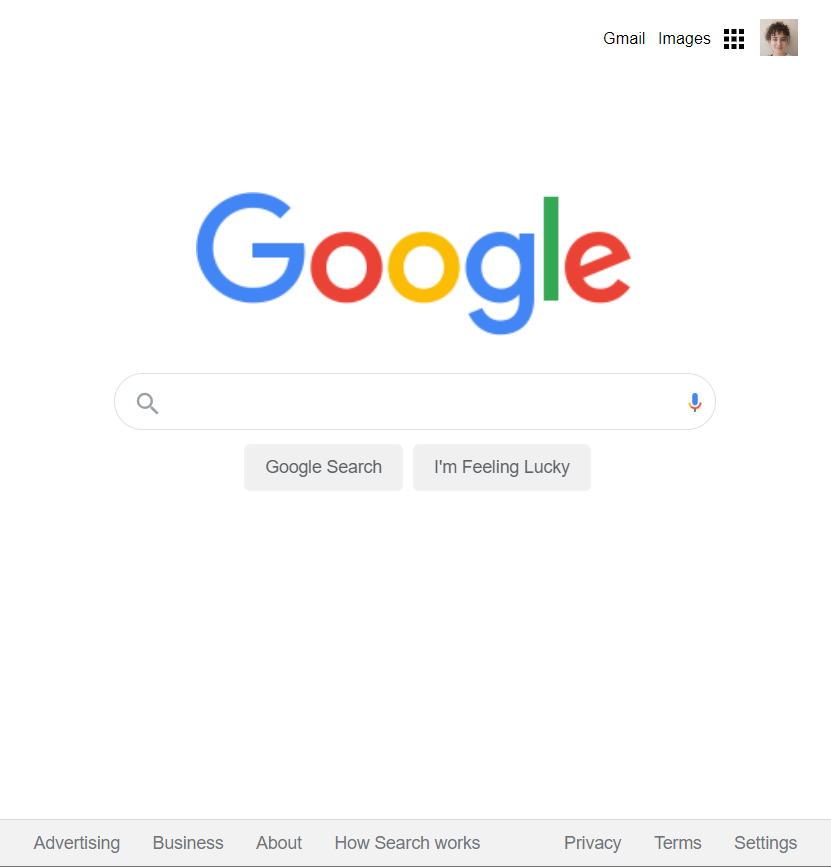 Gmail Images
Google
Google Search I'm Feeling Lucky
Advertising Business About How Search works Privacy Terms Settings